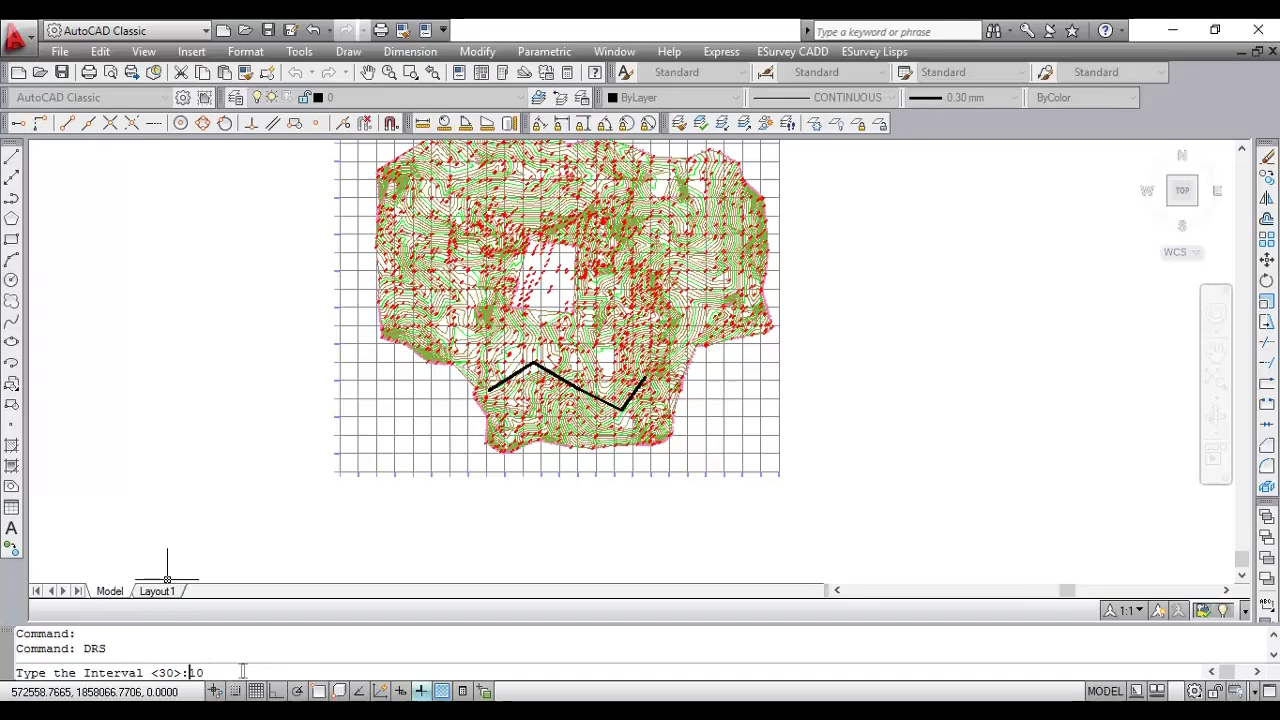 AutoCAD Classic
Type a keyword or phrase
File Edit View Insert Format Tools Draw Dimension Modify Parametric Window Help Express ESurvey CADD ESurvey Lisps
Standard Standard Standard Standard
AutoCAD Classic 0 ByLayer CONTINUOUS 0.30 mm ByColor
N
W TOP E
S
WCS
Model Layout1
1:1
Command:
Command: DRS
Type the Interval <30>:10
572558.7665, 1858066.7706, 0.0000 MODEL